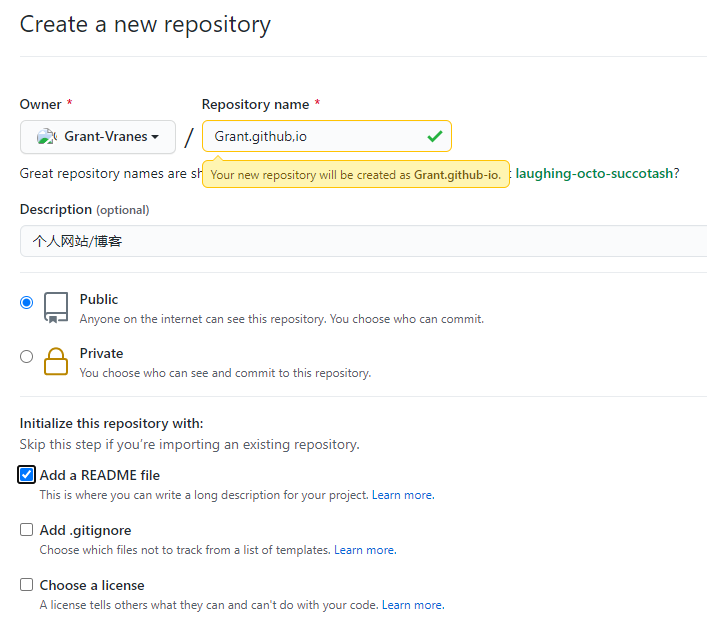 Create a new repository
Owner *
Repository name *
Grant-Vranes
/
Grant.github,io
Great repository names are sh
Your new repository will be created as Grant.github-io.
laughing-octo-succotash?
Description (optional)
个人网站/博客
Public
Anyone on the internet can see this repository. You choose who can commit.
Private
You choose who can see and commit to this repository.
Initialize this repository with:
Skip this step if you're importing an existing repository.
Add a README file
This is where you can write a long description for your project. Learn more.
Add .gitignore
Choose which files not to track from a list of templates. Learn more.
Choose a license
A license tells others what they can and can't do with your code. Learn more.